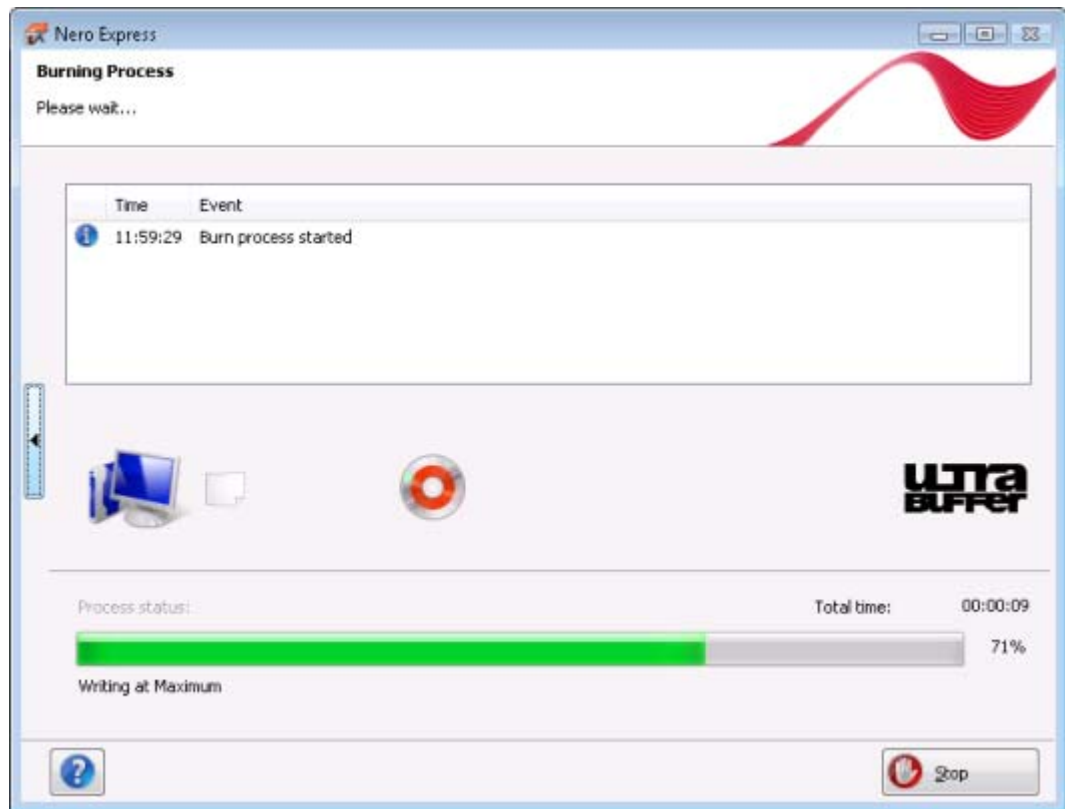 Nero Express
Burning Process
Please wait...
Time Event
11:59:29 Burn process started
ULTRA
BUFFER
Process status: Total time: 00:00:09
71%
Writing at Maximum
Stop